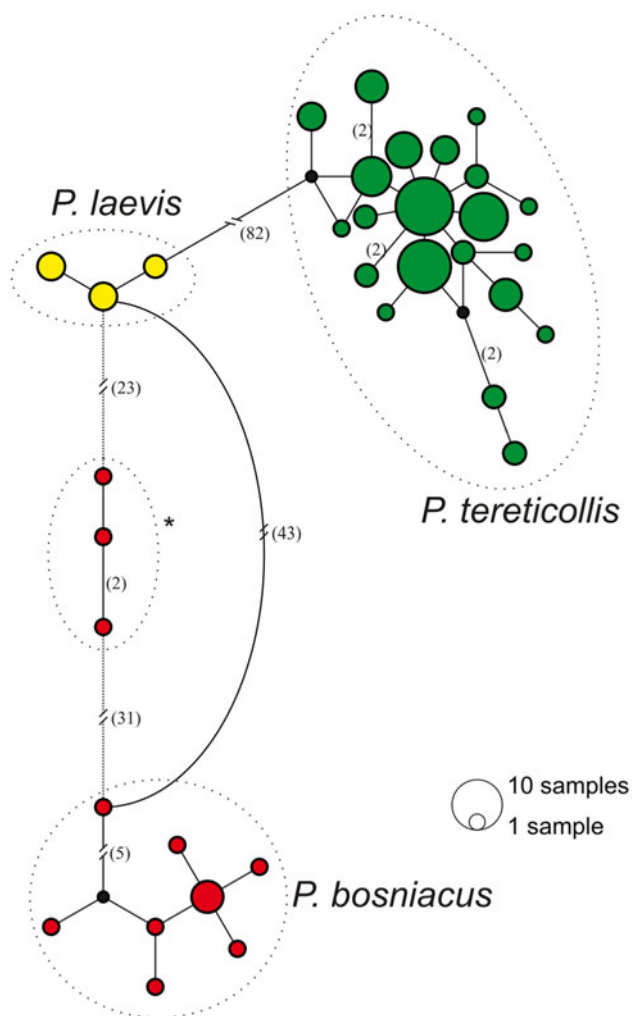 (2)
P. laevis
(82)
(2)
(23)
(2)
P. tereticollis
*
(43)
(2)
(31)
10 samples
1 sample
(5)
P. bosniacus